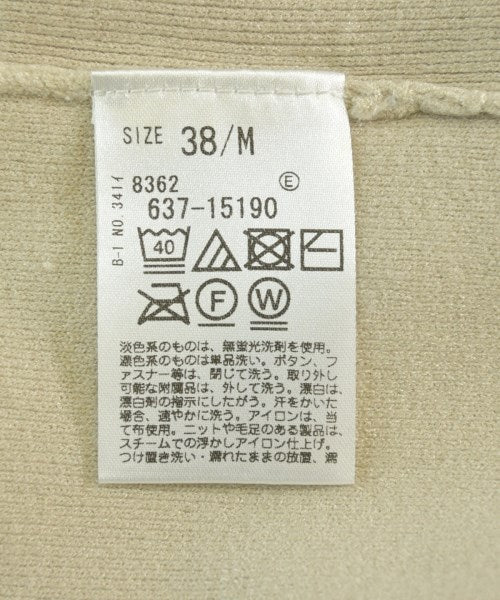 SIZE 38/M
B-1 NO.3411
8362 E
637-15190
40
F W
淡色系のものは、無蛍光洗剤を使用。
濃色系のものは単品洗い。ボタン、フ
ァスナー等は、閉じて洗う。取り外し
可能な附属品は、外して洗う。漂白は、
漂白剤の指示にしたがう。汗をかいた
場合、速やかに洗う。アイロンは、当
て布使用。ニットや毛足のある製品は、
スチームでの浮かしアイロン仕上げ。
つけ置き洗い・濡れたままの放置、濡